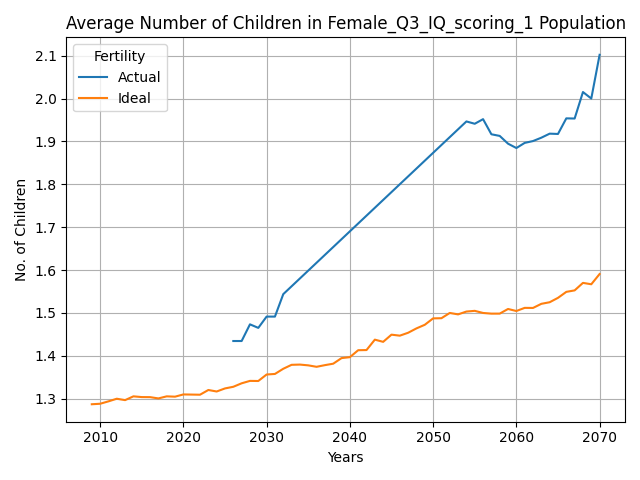 Average Number of Children in Female_Q3_IQ_scoring_1 Population
Fertility
Actual
Ideal
No. of Children
2.1
2.0
1.9
1.8
1.7
1.6
1.5
1.4
1.3
2010 2020 2030 2040 2050 2060 2070
Years